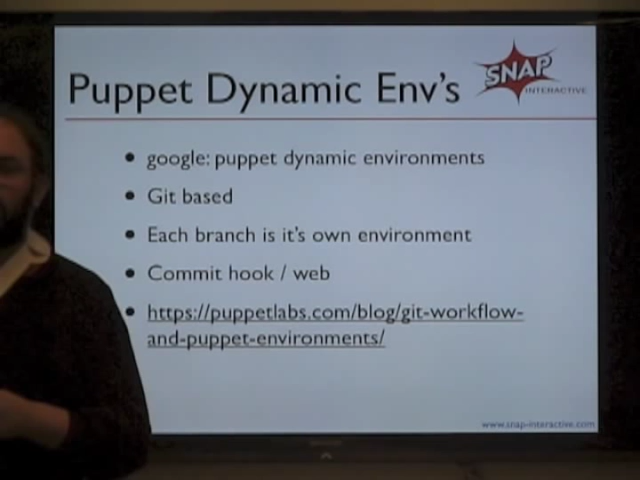 Puppet Dynamic Env's
SNAP
INTERACTIVE
google: puppet dynamic environments
Git based
Each branch is it's own environment
Commit hook / web
https://puppetlabs.com/blog/git-workflow-
and-puppet-environments/
www.snap-interactive.com